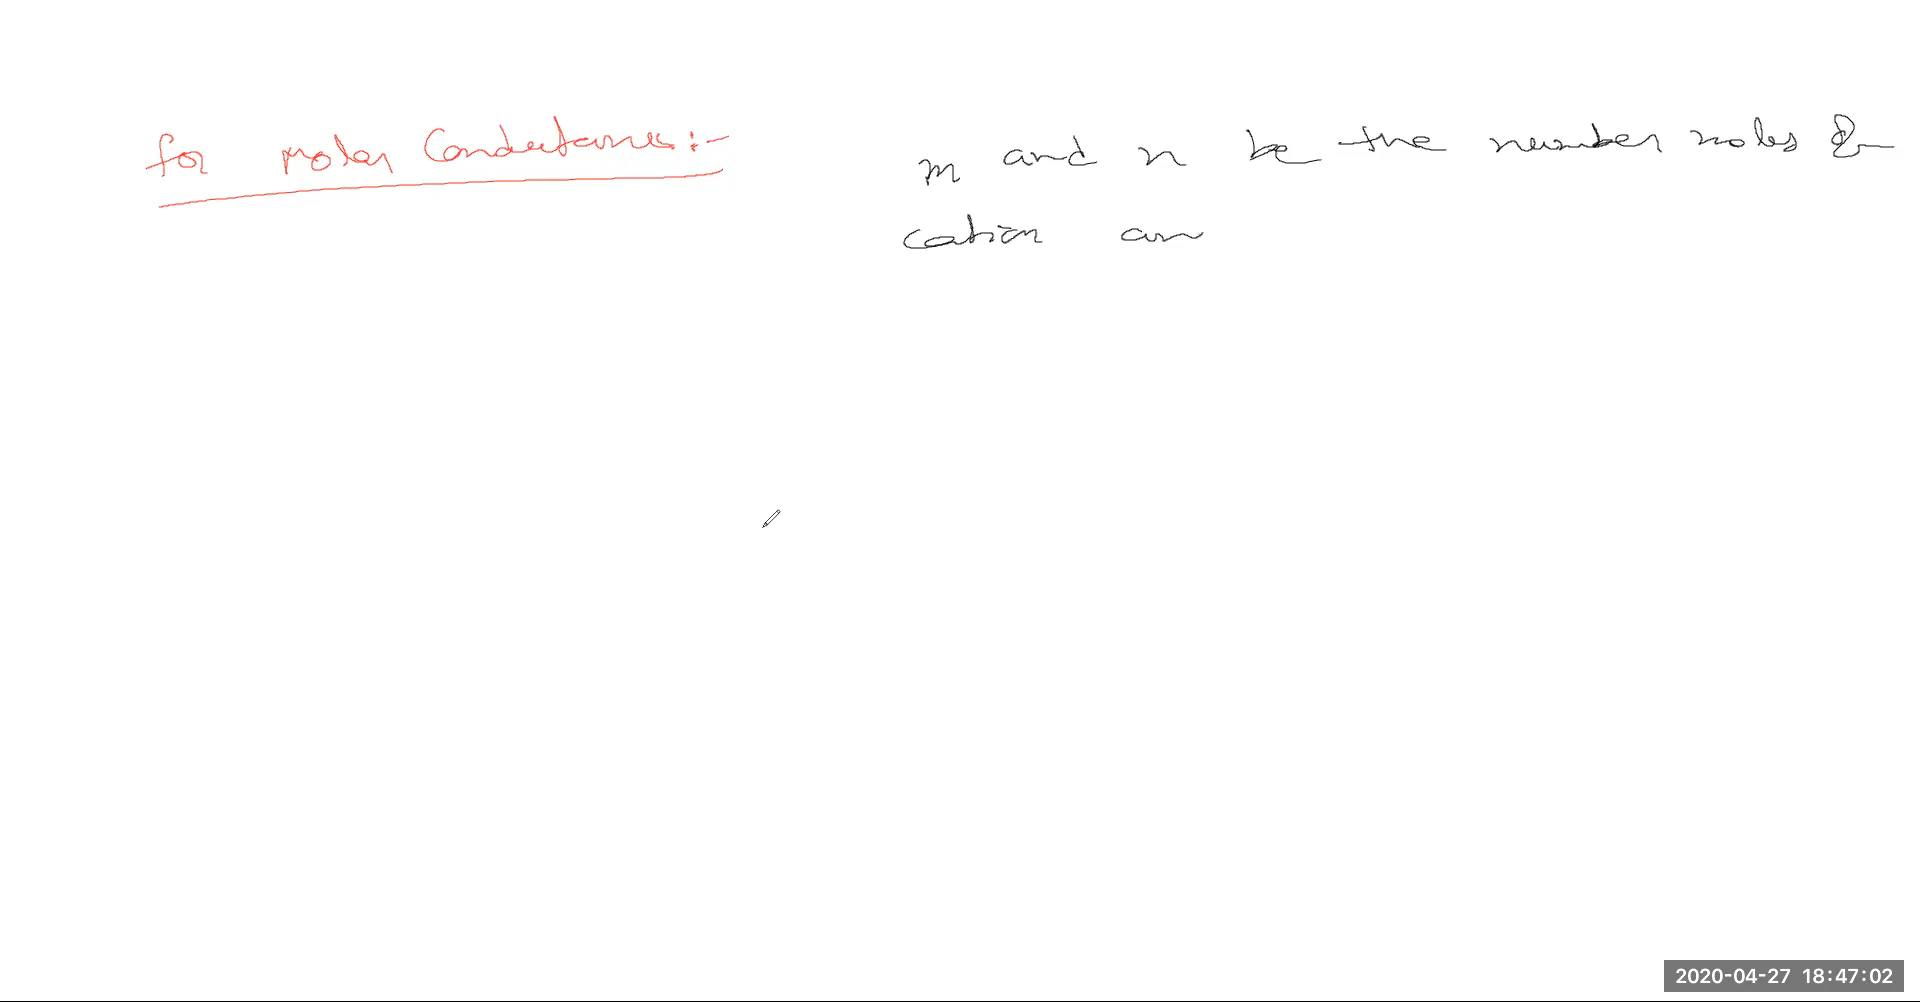 for Molar Conductance:-
m and n be the number moles of
cation an
2020-04-27 18:47:02